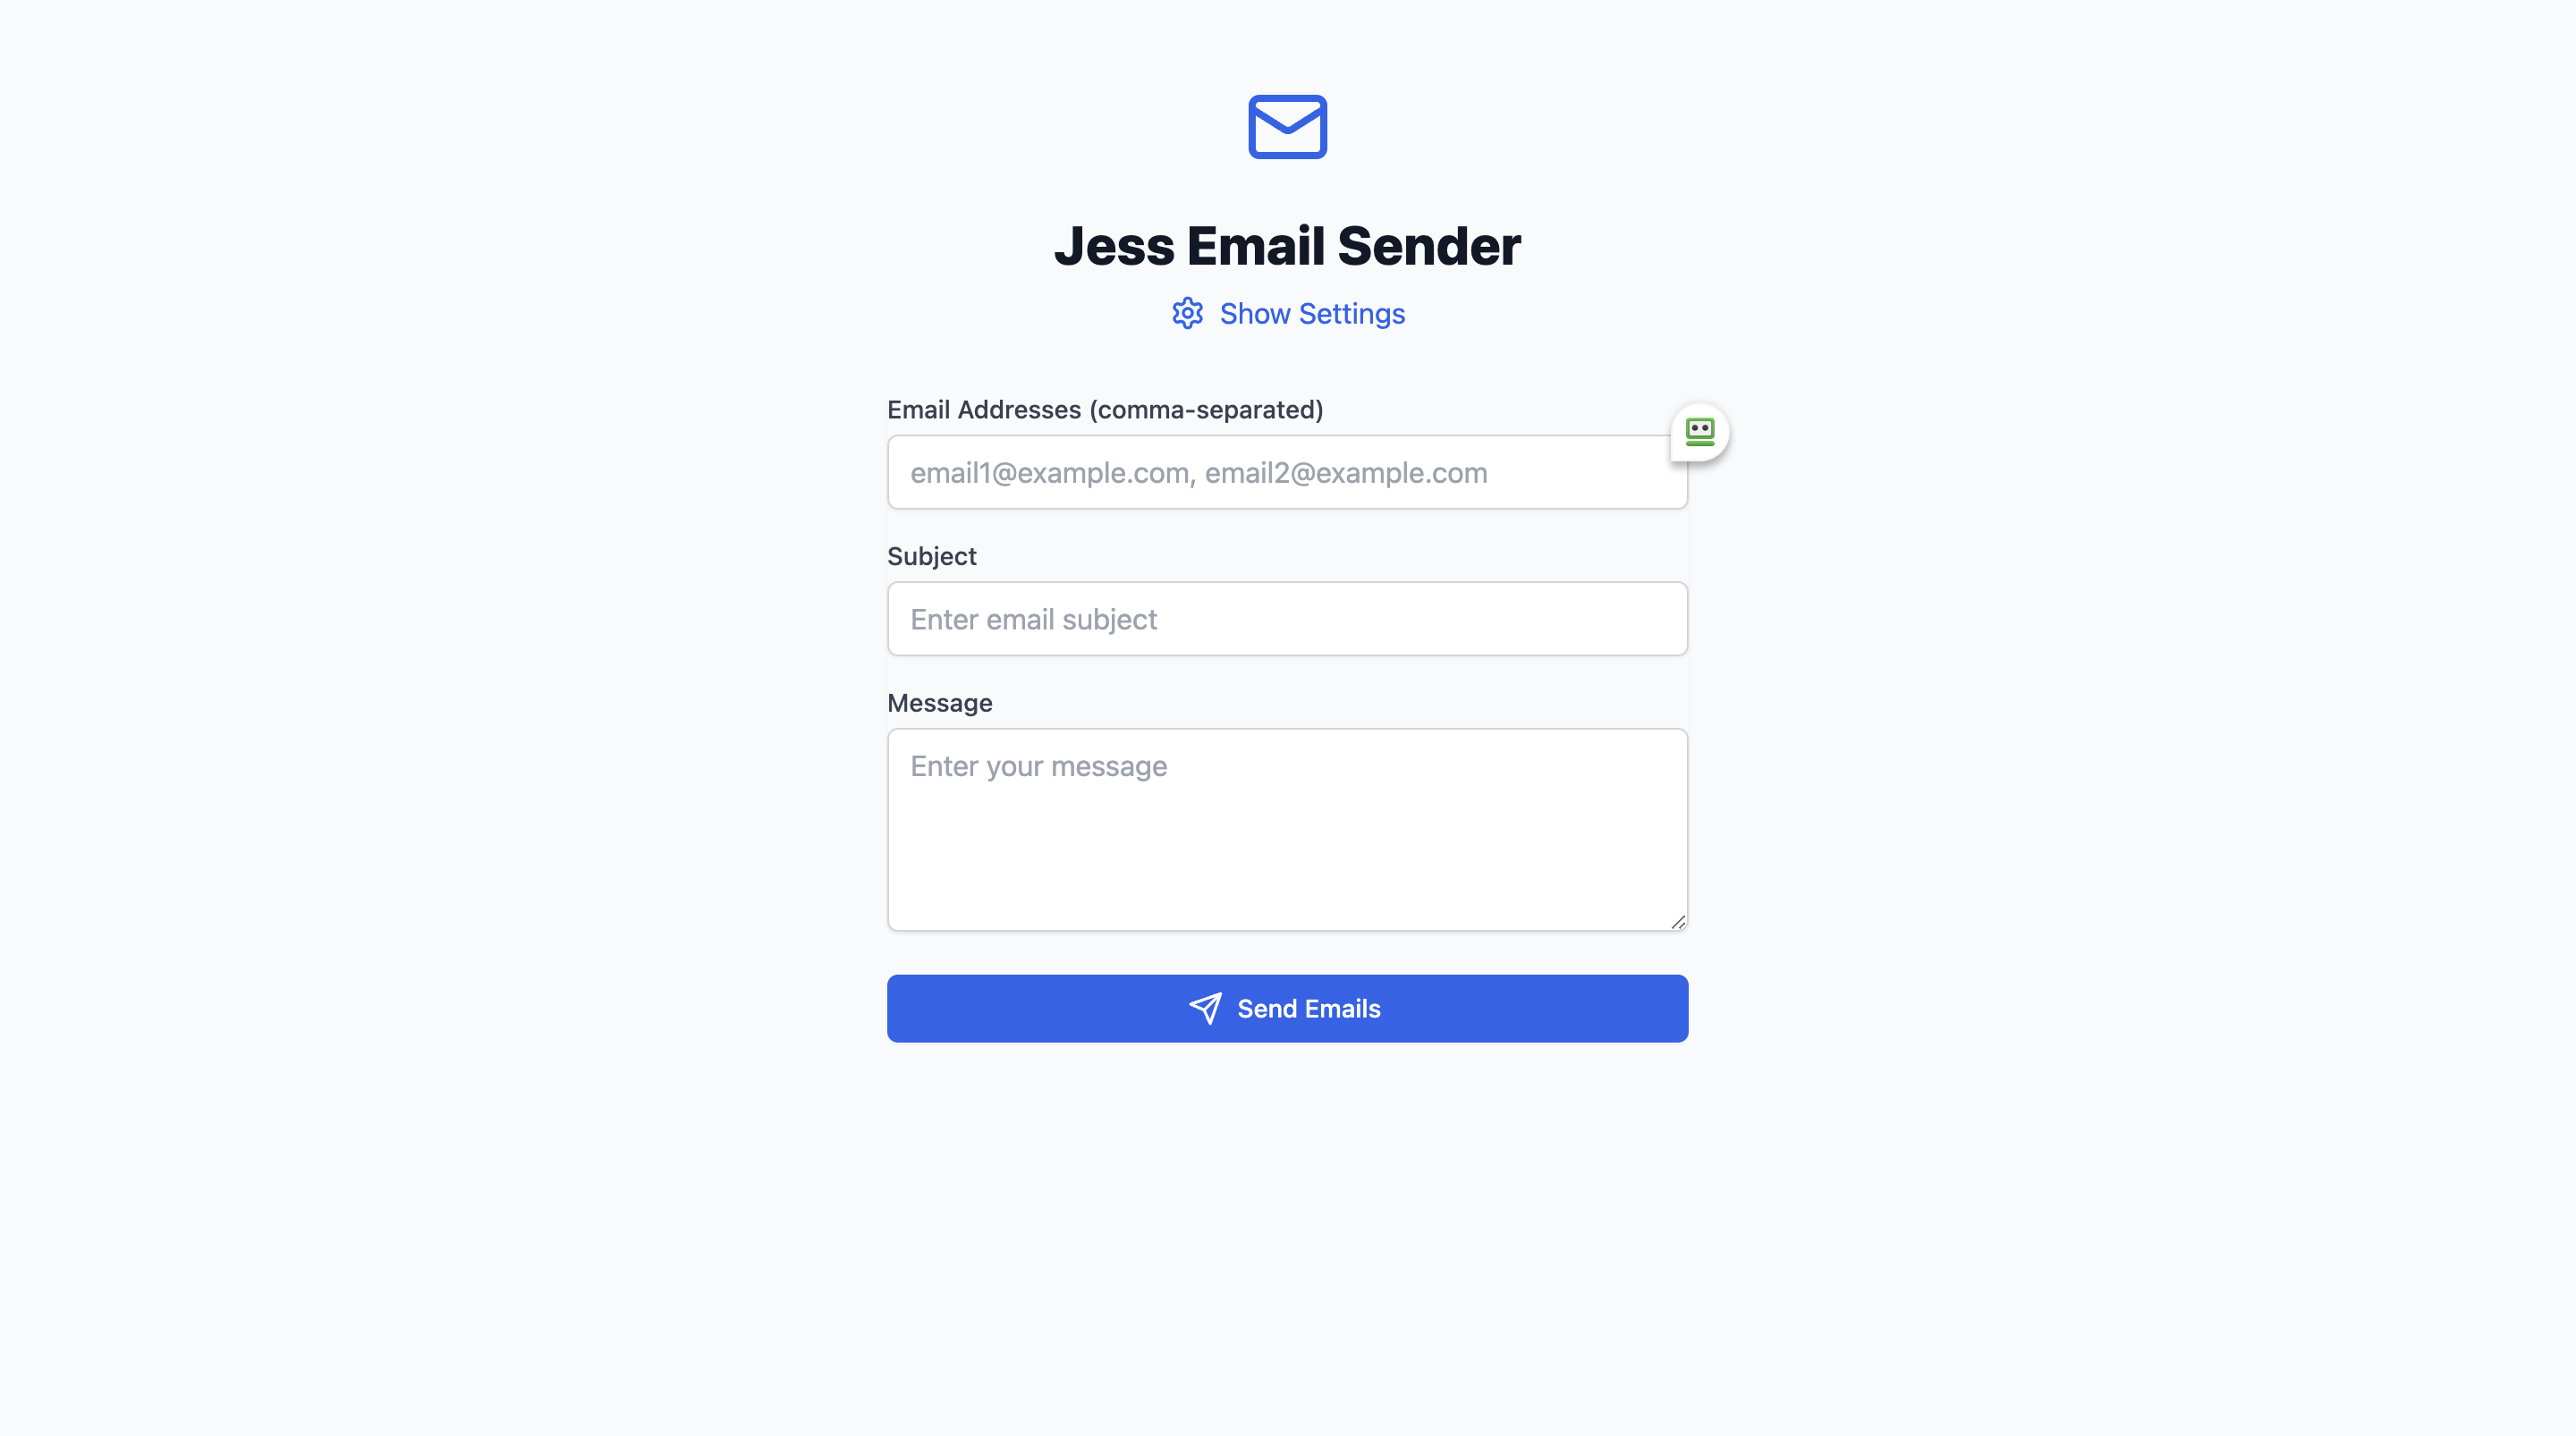 Jess Email Sender
Show Settings
Email Addresses (comma-separated)
email1@example.com, email2@example.com
Subject
Enter email subject
Message
Enter your message
Send Emails